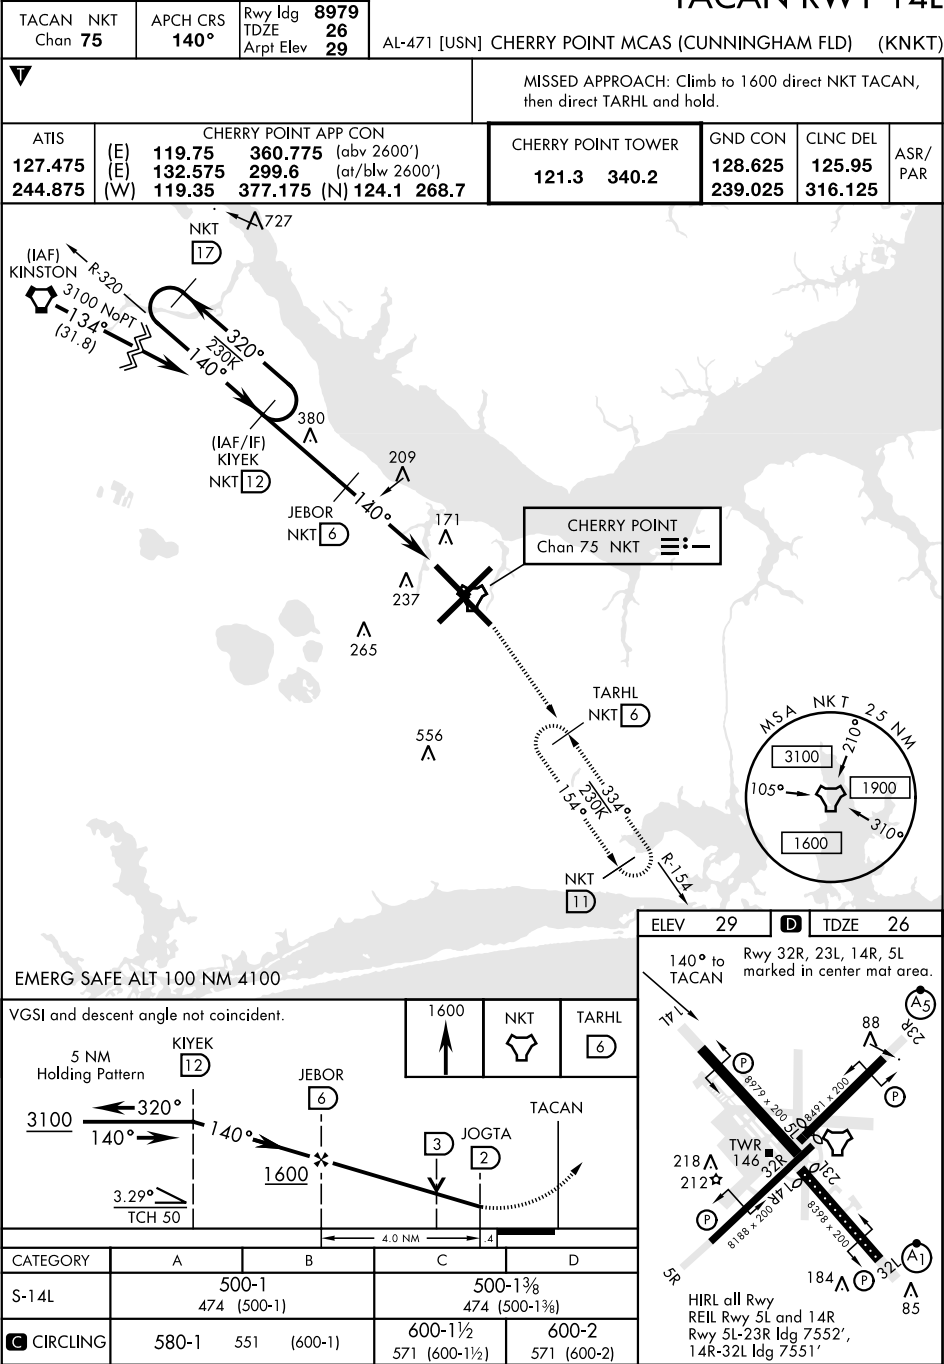 TACAN RWY 14L
TACAN NKT
Chan 75
APCH CRS
140°
Rwy ldg 8979
TDZE 26
Arpt Elev 29
AL-471 [USN] CHERRY POINT MCAS (CUNNINGHAM FLD) (KNKT)
T
MISSED APPROACH: Climb to 1600 direct NKT TACAN,
then direct TARHL and hold.
ATIS
127.475
244.875
CHERRY POINT APP CON
(E) 119.75 360.775 (abv 2600')
(E) 132.575 299.6 (at/blw 2600')
(W) 119.35 377.175 (N) 124.1 268.7
CHERRY POINT TOWER
121.3 340.2
GND CON
128.625
239.025
CLNC DEL
125.95
316.125
ASR/
PAR
727
NKT
17
(IAF)
KINSTON
R-320
3100 NoPT
134°
(31.8)
320°
230K
140°
380
(IAF/IF)
KIYEK
NKT 12
209
JEBOR
NKT 6
140°
171
CHERRY POINT
Chan 75 NKT
237
265
TARHL
NKT 6
556
334°
230K
154°
R-154
NKT
11
MSA NKT 25 NM
210°
3100
105°
1900
310°
1600
EMERG SAFE ALT 100 NM 4100
ELEV 29 D TDZE 26
140° to
TACAN
Rwy 32R, 23L, 14R, 5L
marked in center mat area.
14L
A5
23R
88
P
8979 x 200
8491 x 200
P
5L
TWR
146
32R
23L
218
212
14R
8188 x 200
8398 x 200
P
5R
184
P
32L
A1
85
HIRL all Rwy
REIL Rwy 5L and 14R
Rwy 5L-23R ldg 7552',
14R-32L ldg 7551'
VGSI and descent angle not coincident.
1600
NKT
TARHL
6
5 NM
Holding Pattern
KIYEK
12
JEBOR
6
TACAN
3100
320°
140°
140°
1600
3
JOGTA
2
3.29°
TCH 50
4.0 NM
.4
CATEGORY A B C D
S-14L
500-1
474 (500-1)
500-1⅜
474 (500-1⅜)
C CIRCLING
580-1 551 (600-1)
600-1½
571 (600-1½)
600-2
571 (600-2)